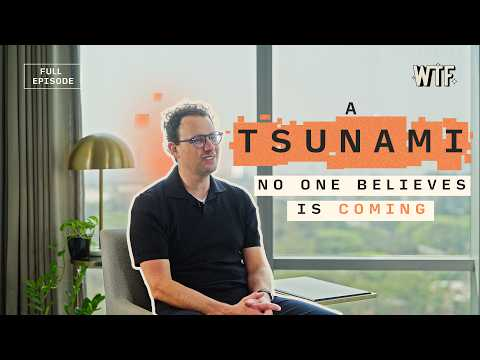 FULL
EPISODE
WTF
A
TSUNAMI
NO ONE BELIEVES
IS COMING